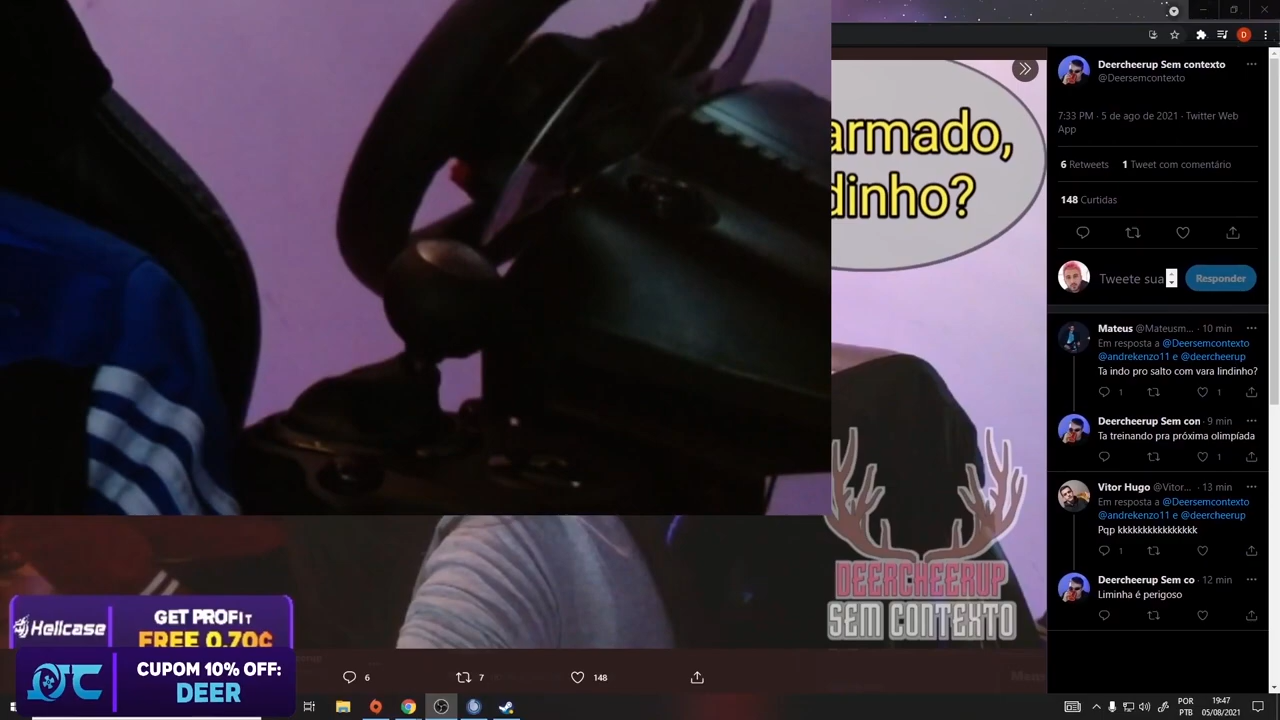 armado,
dinho?
DEERCHEERUP
SEM CONTEXTO
Hellcase
GET PROFIT
FREE 0.70¢
CUPOM 10% OFF:
DEER
6
7
148
Deercheerup Sem contexto
@Deersemcontexto
7:33 PM · 5 de ago de 2021 · Twitter Web
App
6 Retweets 1 Tweet com comentário
148 Curtidas
Tweete sua
Responder
Mateus @Mateusm... · 10 min
Em resposta a @Deersemcontexto
@andrekenzo11 e @deercheerup
Ta indo pro salto com vara lindinho?
1 1
Deercheerup Sem con · 9 min
Ta treinando pra próxima olimpíada
1
Vitor Hugo @Vitor... · 13 min
Em resposta a @Deersemcontexto
@andrekenzo11 e @deercheerup
Pqp kkkkkkkkkkkkkkkk
1
Deercheerup Sem co · 12 min
Liminha é perigoso
D
POR
PTB
19:47
05/08/2021